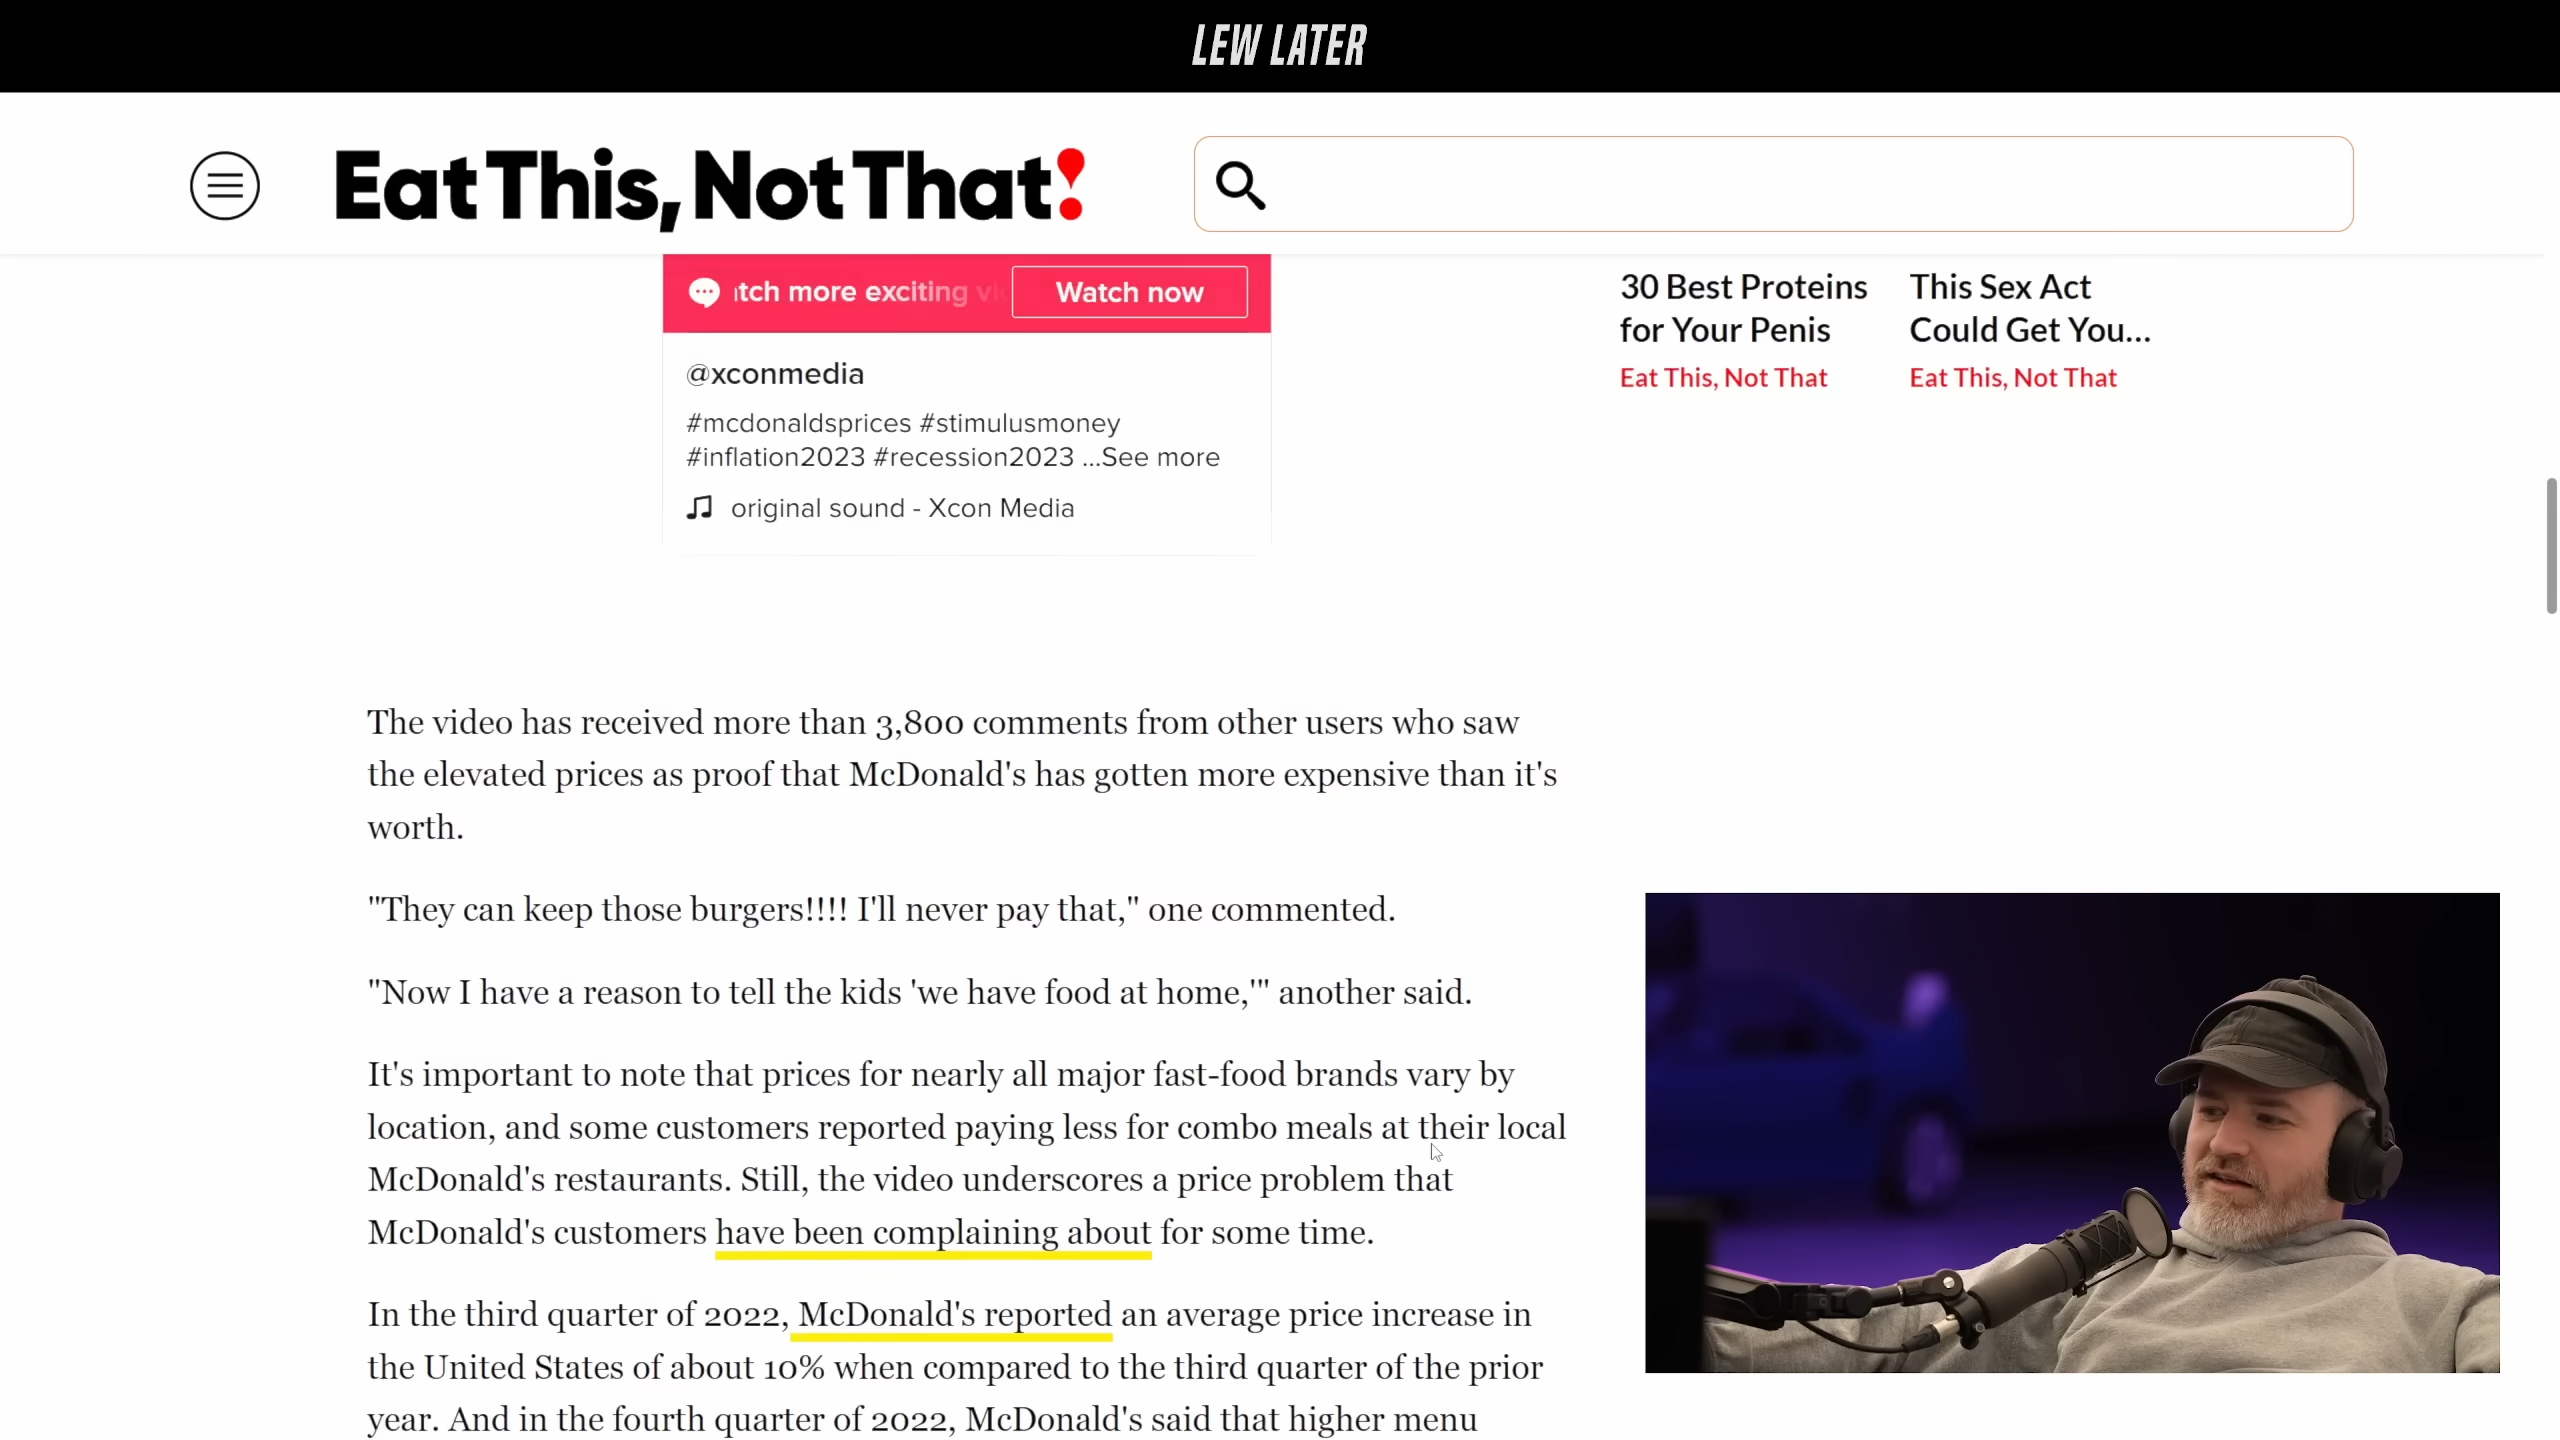 LEW LATER
Eat This, Not That!
atch more exciting vi
Watch now
@xconmedia
#mcdonaldsprices #stimulusmoney
#inflation2023 #recession2023 ...See more
original sound - Xcon Media
30 Best Proteins
for Your Penis
Eat This, Not That
This Sex Act
Could Get You...
Eat This, Not That
The video has received more than 3,800 comments from other users who saw
the elevated prices as proof that McDonald's has gotten more expensive than it's
worth.
"They can keep those burgers!!!! I'll never pay that," one commented.
"Now I have a reason to tell the kids 'we have food at home,'" another said.
It's important to note that prices for nearly all major fast-food brands vary by
location, and some customers reported paying less for combo meals at their local
McDonald's restaurants. Still, the video underscores a price problem that
McDonald's customers have been complaining about for some time.
In the third quarter of 2022, McDonald's reported an average price increase in
the United States of about 10% when compared to the third quarter of the prior
year. And in the fourth quarter of 2022, McDonald's said that higher menu